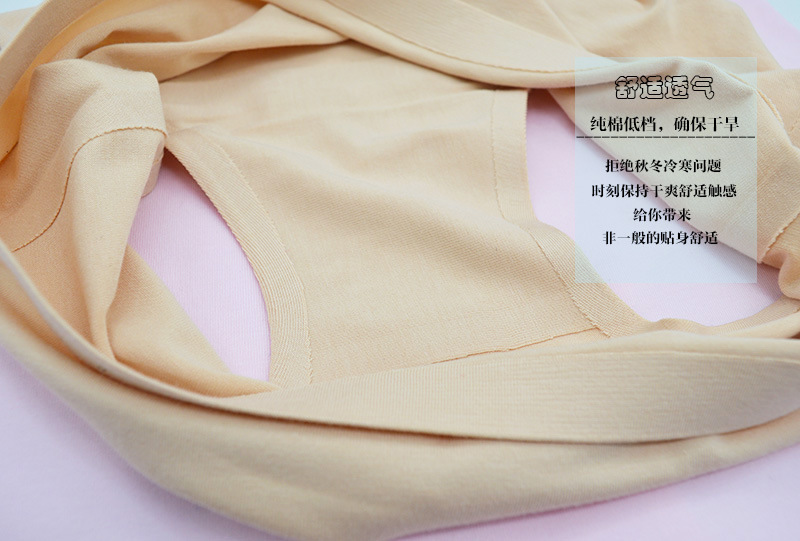 舒适透气
纯棉低档，确保干旱
拒绝秋冬冷寒问题
时刻保持干爽舒适触感
给你带来
非一般的贴身舒适